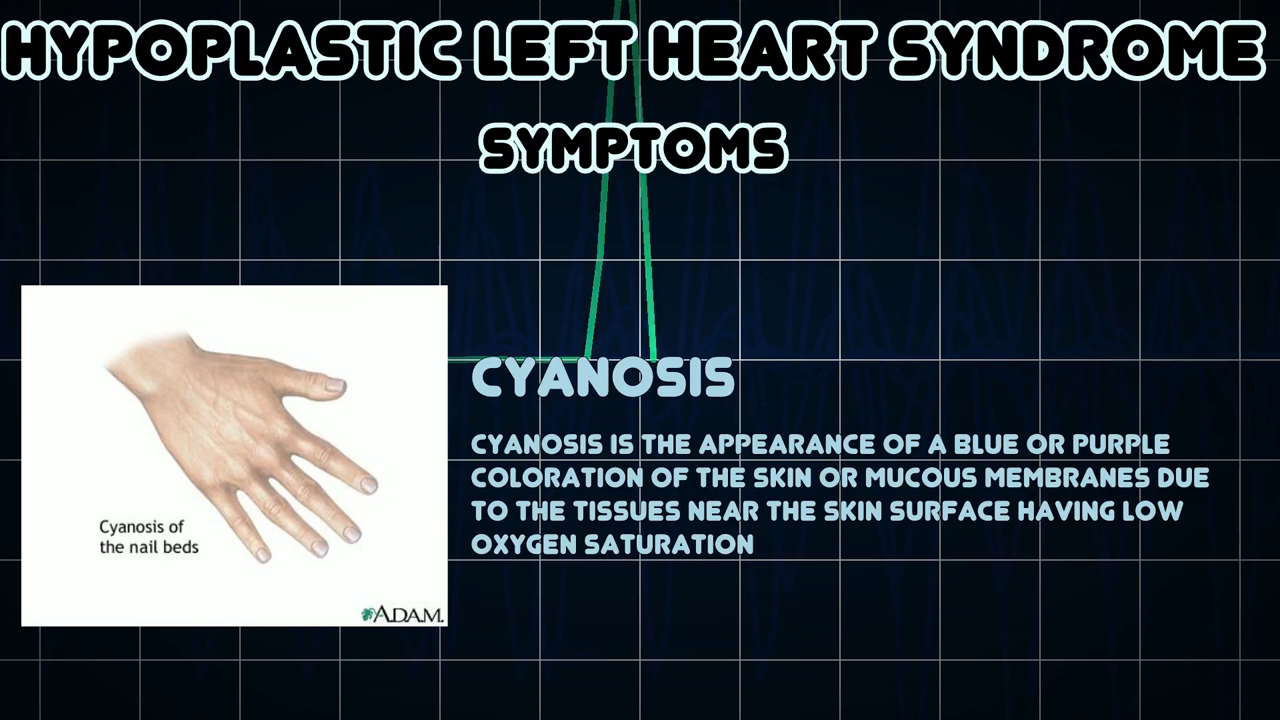 HYPOPLASTIC LEFT HEART SYNDROME
SYMPTOMS
CYANOSIS
CYANOSIS IS THE APPEARANCE OF A BLUE OR PURPLE
COLORATION OF THE SKIN OR MUCOUS MEMBRANES DUE
TO THE TISSUES NEAR THE SKIN SURFACE HAVING LOW
OXYGEN SATURATION
Cyanosis of
the nail beds
ADAM.